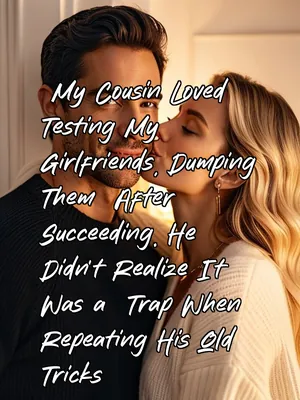 My Cousin Loved
Testing My
Girlfriends, Dumping
Them After
Succeeding. He
Didn't Realize It
Was a Trap When
Repeating His Old
Tricks